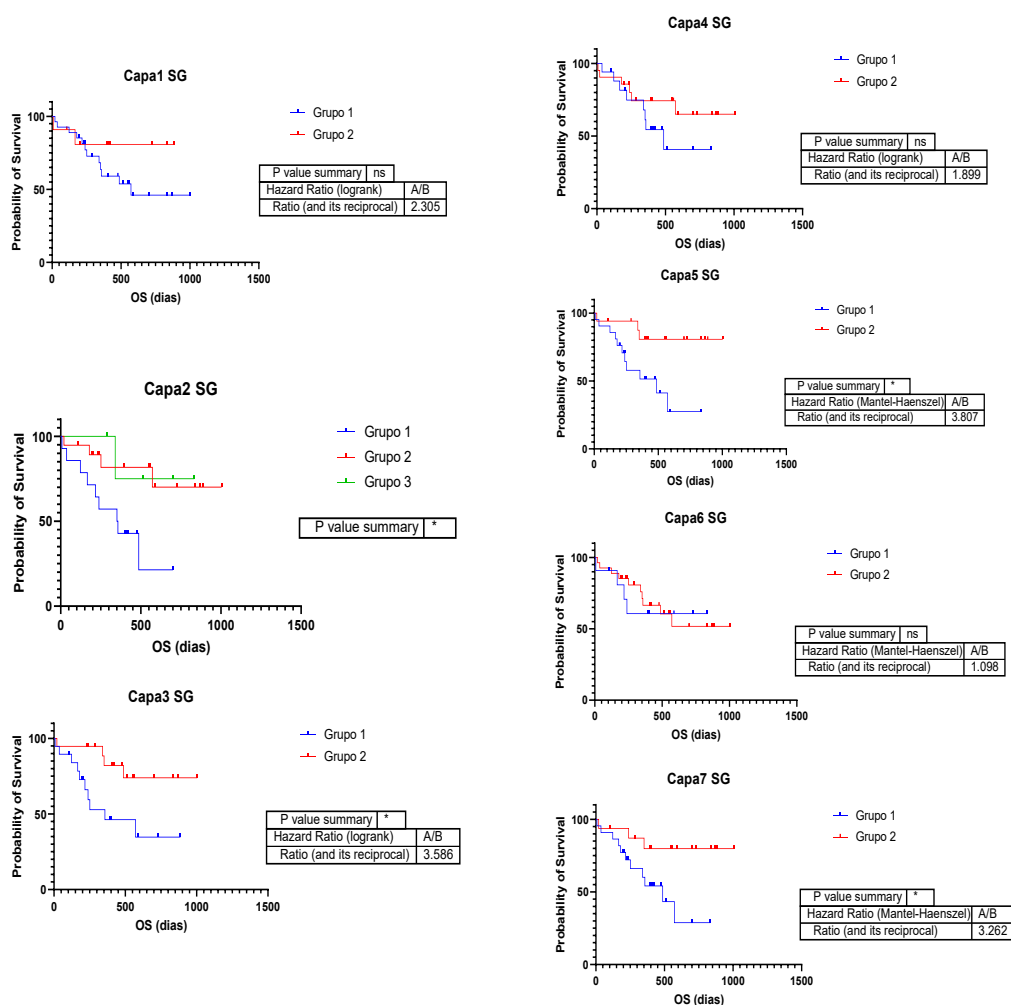 Capa1 SG
Probability of Survival
100
50
0
0 500 1000 1500
OS (dias)
Grupo 1
Grupo 2
P value summary ns
Hazard Ratio (logrank) A/B
Ratio (and its reciprocal) 2.305
Capa2 SG
Probability of Survival
100
50
0
0 500 1000 1500
OS (dias)
Grupo 1
Grupo 2
Grupo 3
P value summary *
Capa3 SG
Probability of Survival
100
50
0
0 500 1000 1500
OS (dias)
Grupo 1
Grupo 2
P value summary *
Hazard Ratio (logrank) A/B
Ratio (and its reciprocal) 3.586
Capa4 SG
Probability of Survival
100
50
0
0 500 1000 1500
OS (dias)
Grupo 1
Grupo 2
P value summary ns
Hazard Ratio (logrank) A/B
Ratio (and its reciprocal) 1.899
Capa5 SG
Probability of Survival
100
50
0
0 500 1000 1500
OS (dias)
Grupo 1
Grupo 2
P value summary *
Hazard Ratio (Mantel-Haenszel) A/B
Ratio (and its reciprocal) 3.807
Capa6 SG
Probability of Survival
100
50
0
0 500 1000 1500
OS (dias)
Grupo 1
Grupo 2
P value summary ns
Hazard Ratio (Mantel-Haenszel) A/B
Ratio (and its reciprocal) 1.098
Capa7 SG
Probability of Survival
100
50
0
0 500 1000 1500
OS (dias)
Grupo 1
Grupo 2
P value summary *
Hazard Ratio (Mantel-Haenszel) A/B
Ratio (and its reciprocal) 3.262